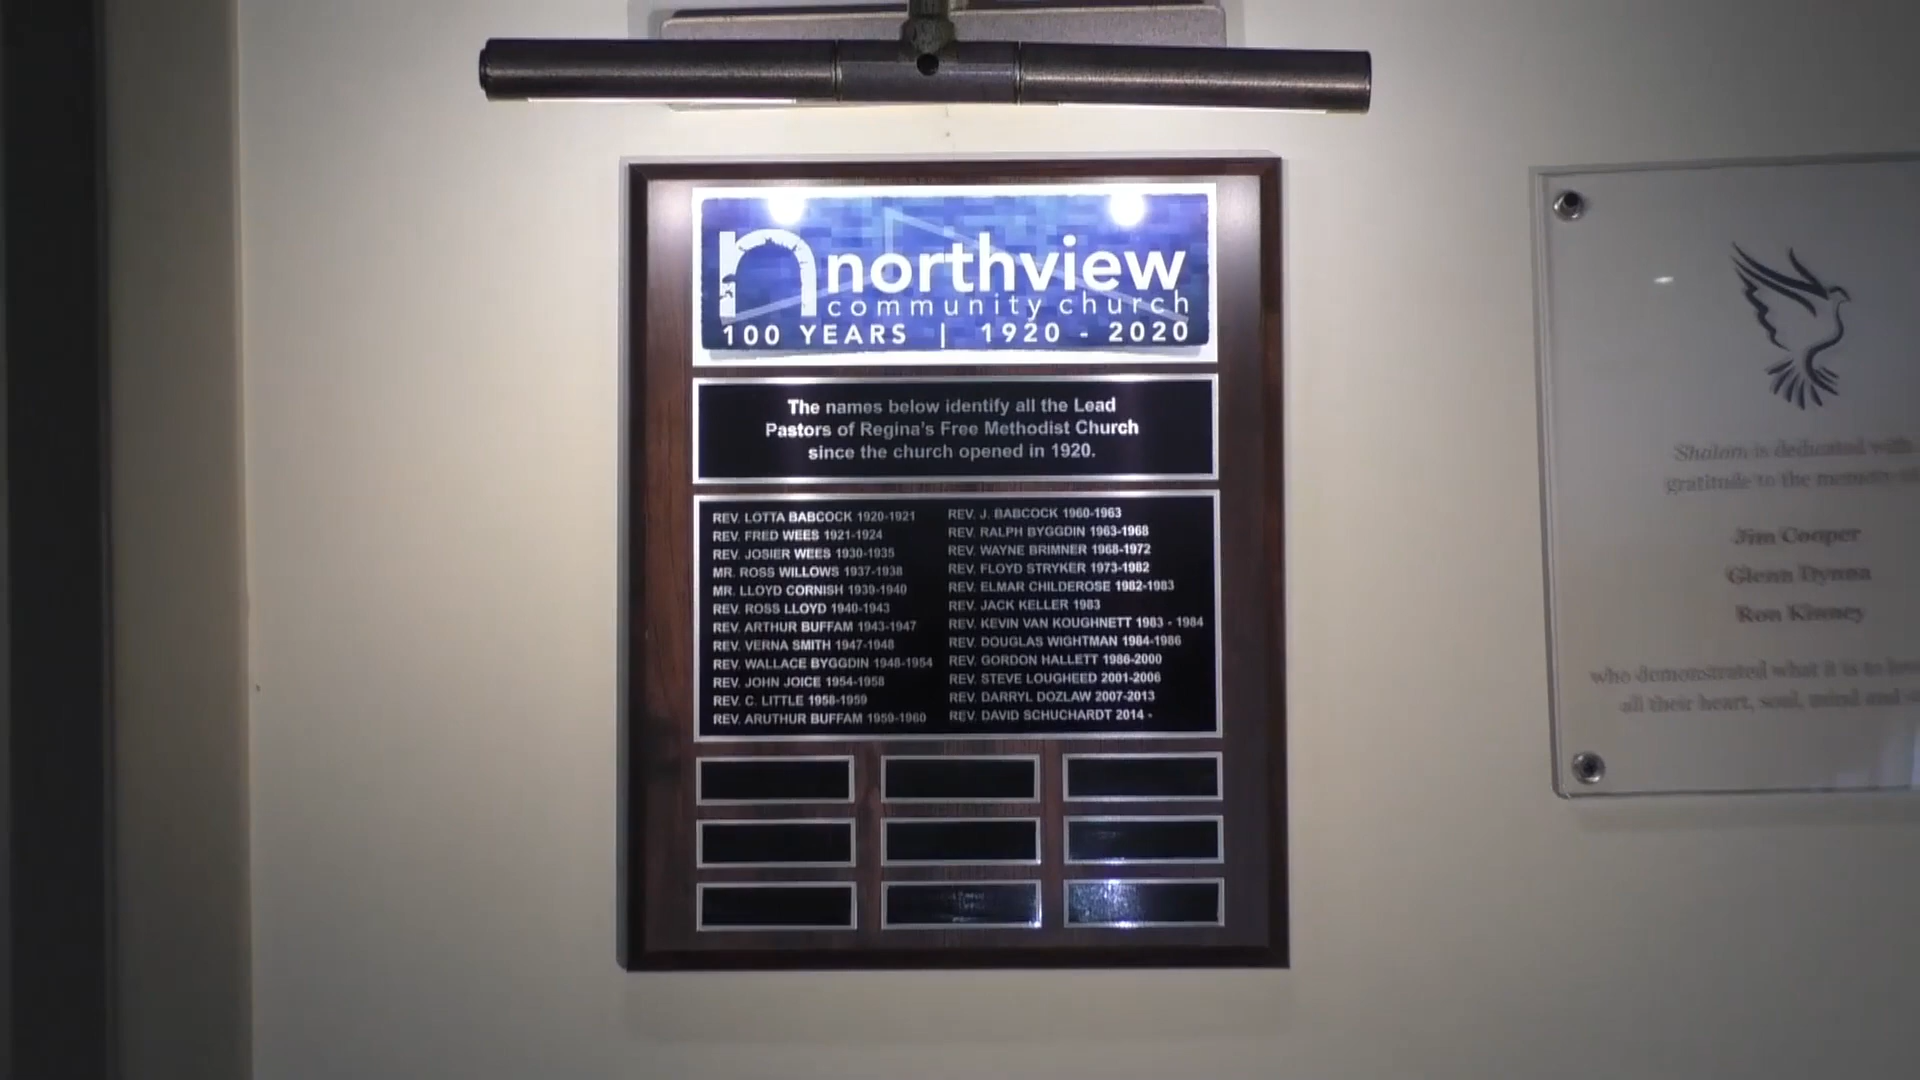 n northview
community church
100 YEARS | 1920 - 2020
The names below identify all the Lead
Pastors of Regina's Free Methodist Church
since the church opened in 1920.
REV. LOTTA BABCOCK 1920-1921
REV. FRED WEES 1921-1924
REV. JOSIER WEES 1930-1935
MR. ROSS WILLOWS 1937-1938
MR. LLOYD CORNISH 1939-1940
REV. ROSS LLOYD 1940-1943
REV. ARTHUR BUFFAM 1943-1947
REV. VERNA SMITH 1947-1948
REV. WALLACE BYGGDIN 1948-1954
REV. JOHN JOICE 1954-1958
REV. C. LITTLE 1958-1959
REV. ARUTHUR BUFFAM 1959-1960
REV. J. BABCOCK 1960-1963
REV. RALPH BYGGDIN 1963-1968
REV. WAYNE BRIMNER 1968-1972
REV. FLOYD STRYKER 1973-1982
REV. ELMAR CHILDEROSE 1982-1983
REV. JACK KELLER 1983
REV. KEVIN VAN KOUGHNETT 1983 - 1984
REV. DOUGLAS WIGHTMAN 1984-1986
REV. GORDON HALLETT 1986-2000
REV. STEVE LOUGHEED 2001-2006
REV. DARRYL DOZLAW 2007-2013
REV. DAVID SCHUCHARDT 2014 -
Shalom is dedicated with
gratitude to the memory
Jim Cooper
Glenn
Ron Kinney
who demonstrated what it is to
all their heart, soul, mind and